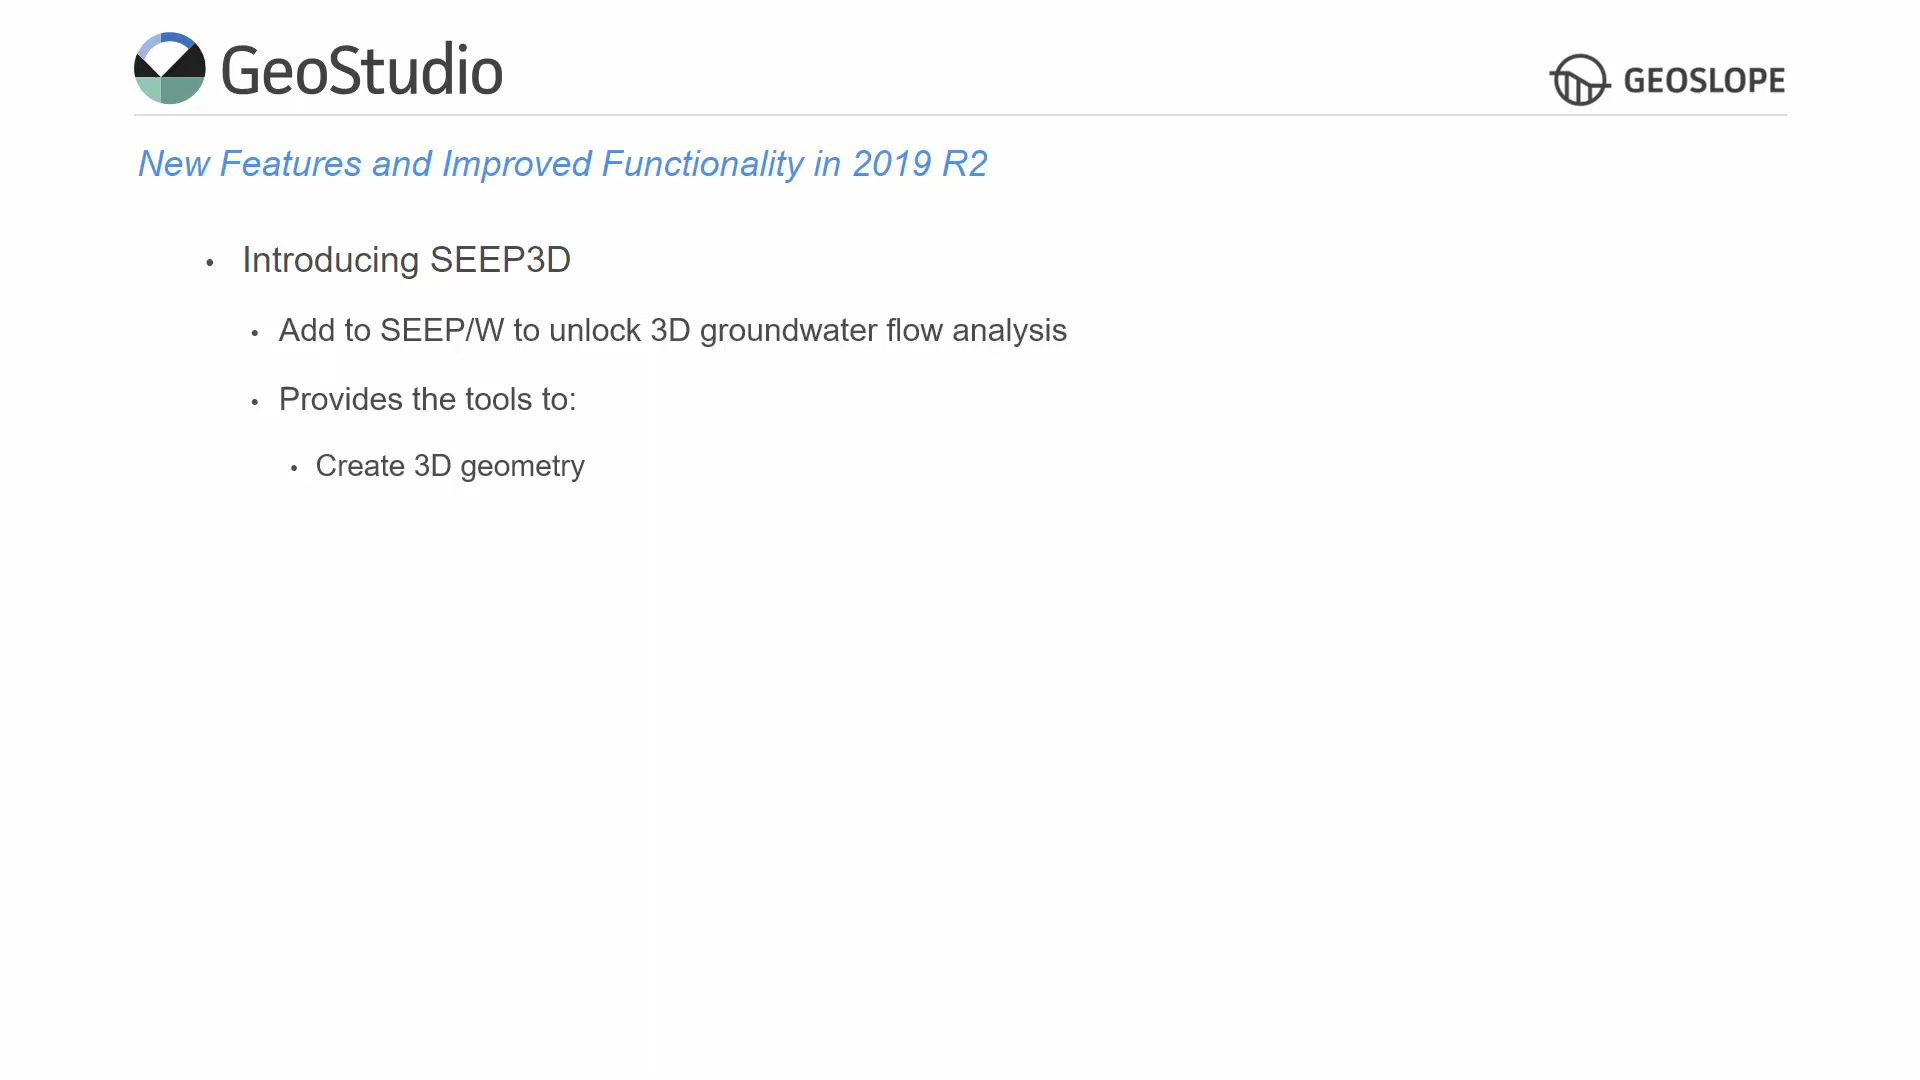 GeoStudio
GEOSLOPE
New Features and Improved Functionality in 2019 R2
• Introducing SEEP3D
• Add to SEEP/W to unlock 3D groundwater flow analysis
• Provides the tools to:
• Create 3D geometry